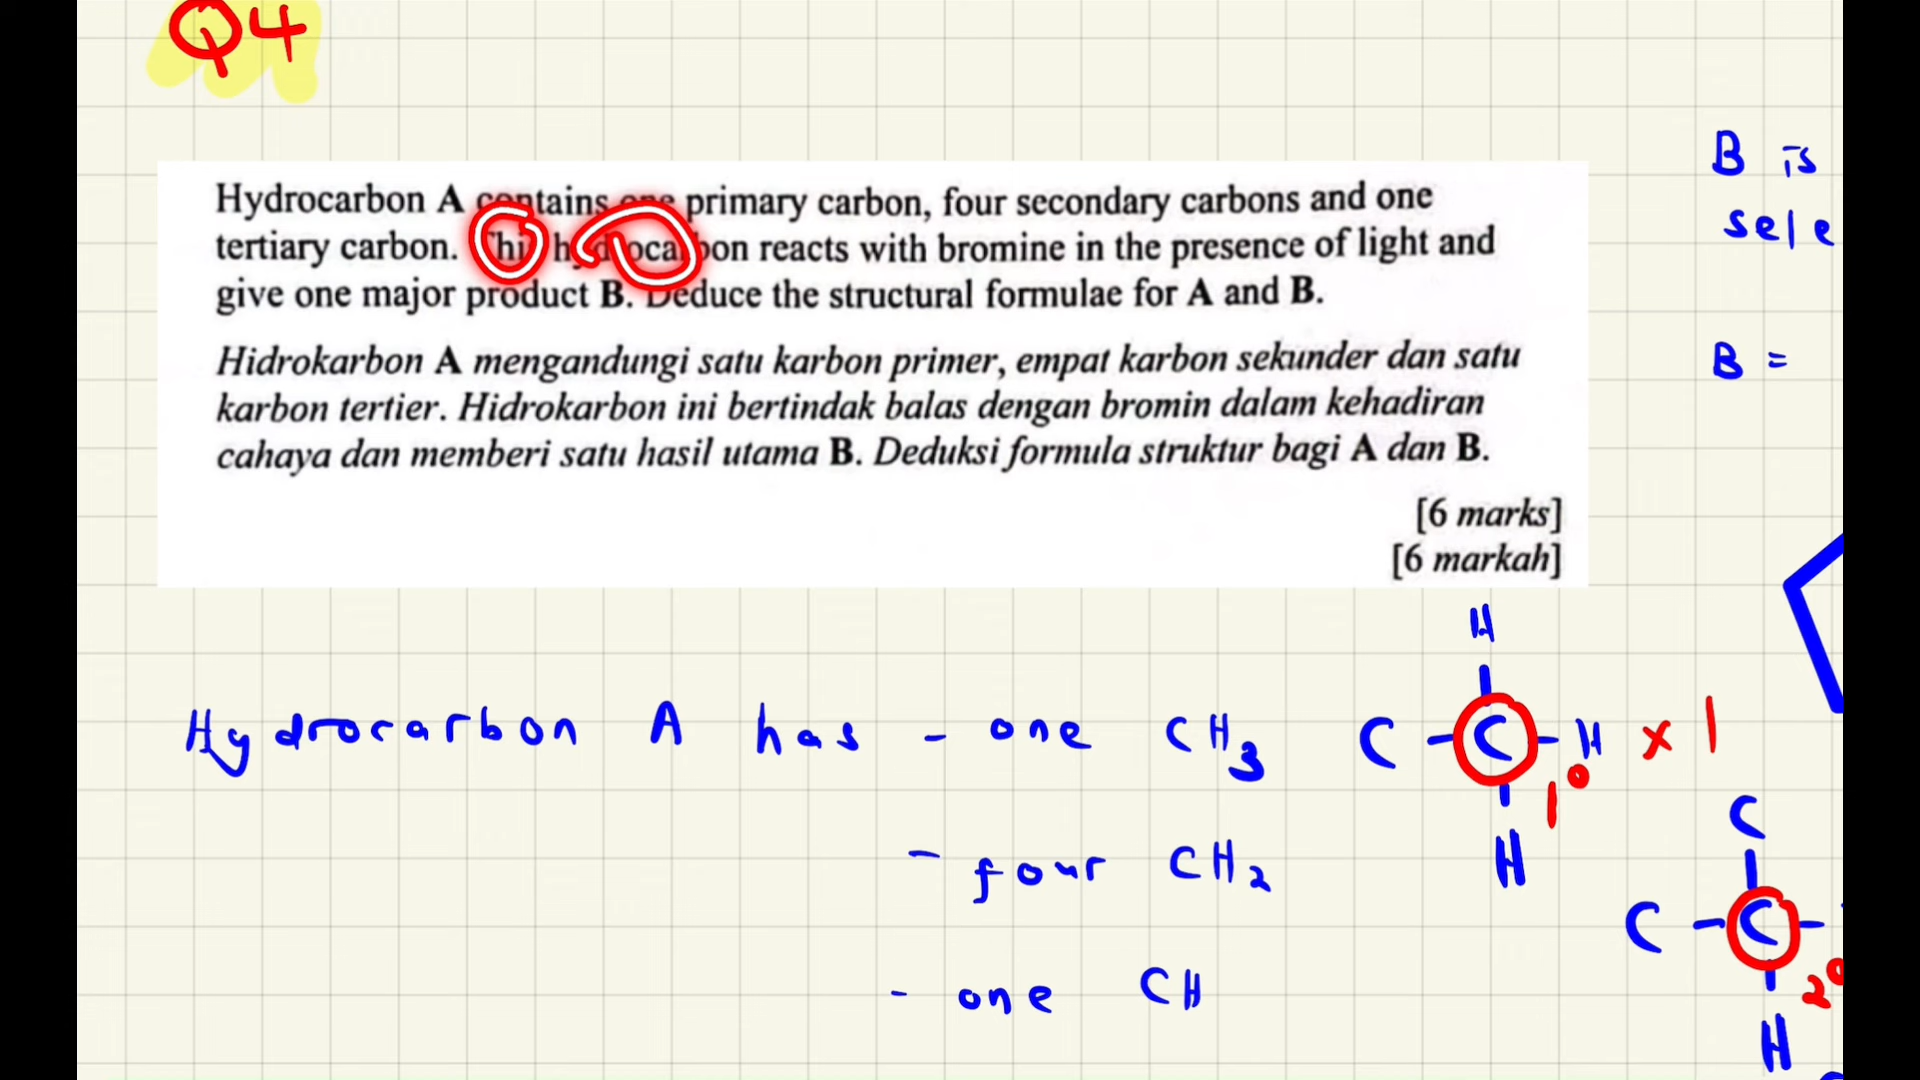 Q4
Hydrocarbon A contains one primary carbon, four secondary carbons and one
tertiary carbon. This hydrocarbon reacts with bromine in the presence of light and
give one major product B. Deduce the structural formulae for A and B.
Hidrokarbon A mengandungi satu karbon primer, empat karbon sekunder dan satu
karbon tertier. Hidrokarbon ini bertindak balas dengan bromin dalam kehadiran
cahaya dan memberi satu hasil utama B. Deduksi formula struktur bagi A dan B.
[6 marks]
[6 markah]
B is
sele
B =
H
Hydrocarbon A has - one CH3 C - C - H x 1
1°
H
- four CH2
C
C - C -
2°
H
- one CH